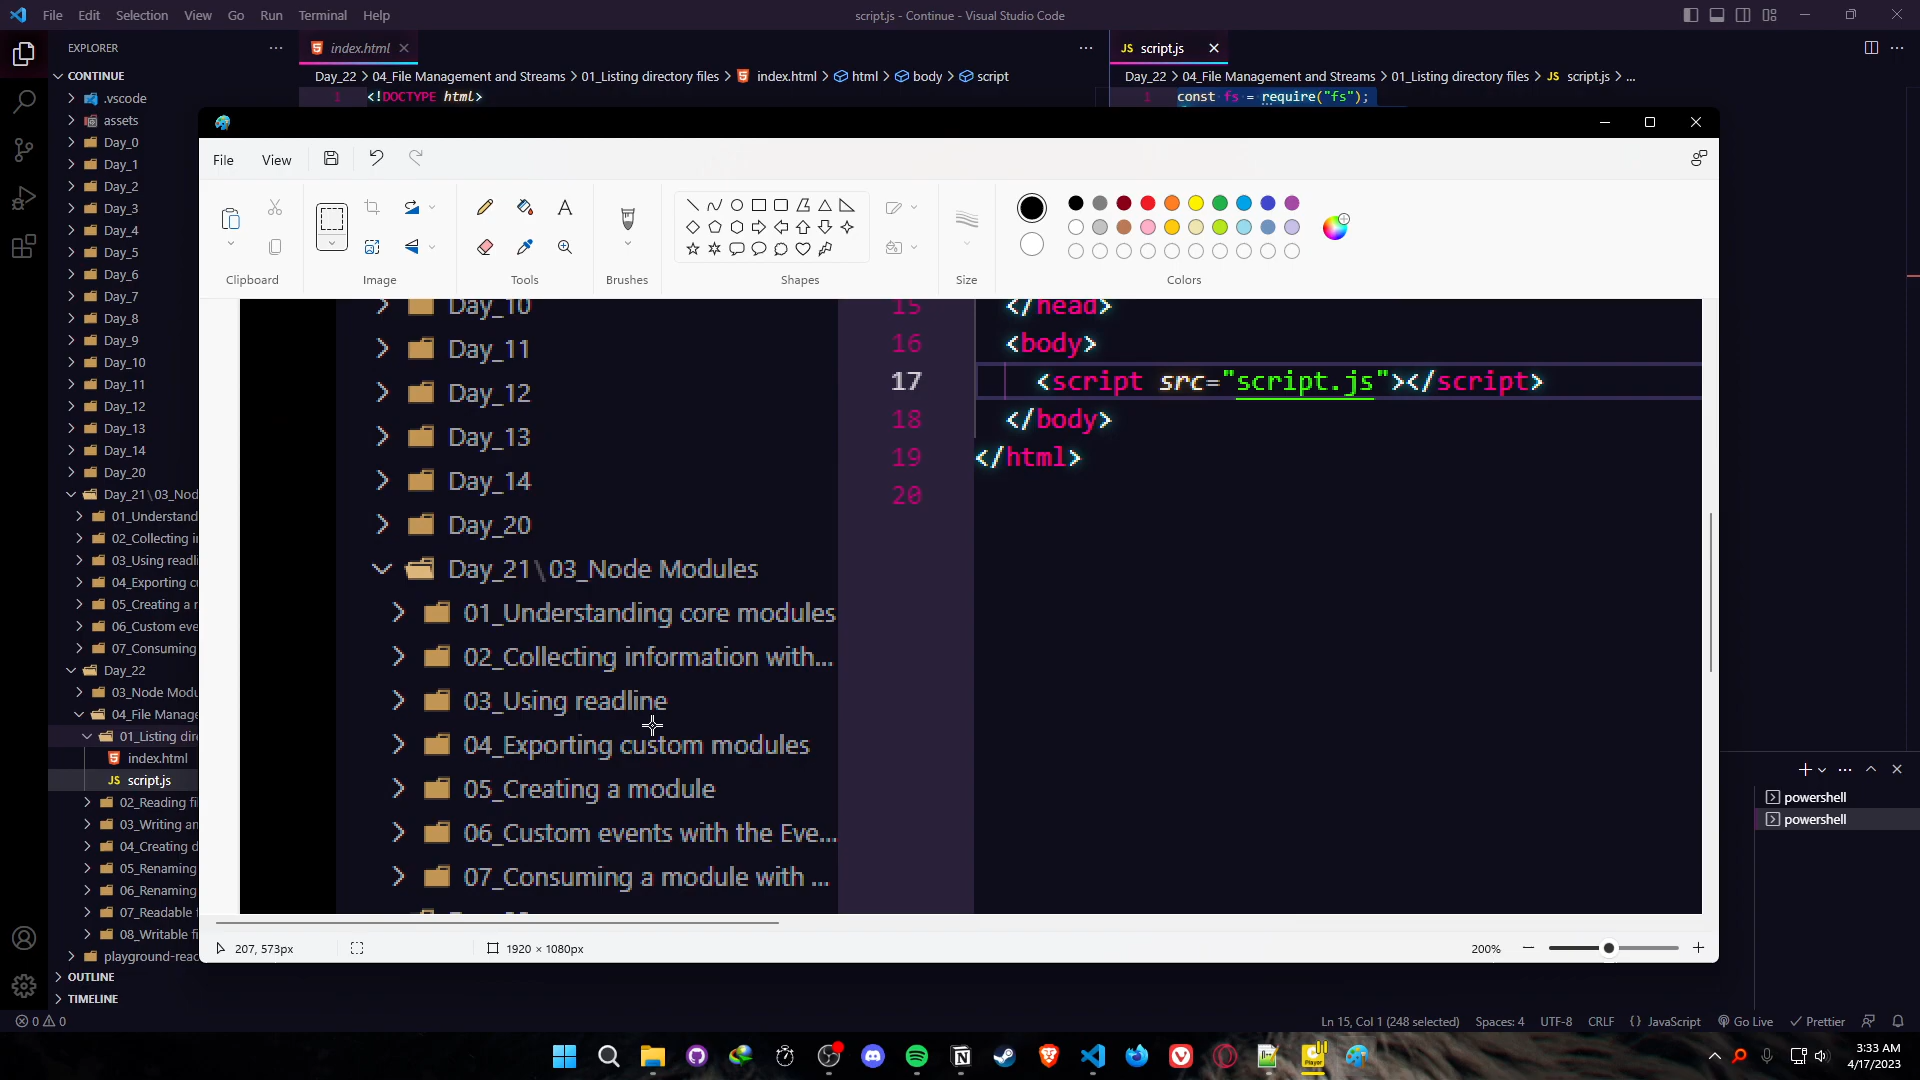 File Edit Selection View Go Run Terminal Help
script.js - Continue - Visual Studio Code
EXPLORER
CONTINUE
.vscode
assets
Day_0
Day_1
Day_2
Day_3
Day_4
Day_5
Day_6
Day_7
Day_8
Day_9
Day_10
Day_11
Day_12
Day_13
Day_14
Day_20
Day_21\03_Nod
01_Understand
02_Collecting i
03_Using readli
04_Exporting cu
05_Creating a r
06_Custom eve
07_Consuming
Day_22
03_Node Modu
04_File Manage
01_Listing dir
index.html
JS script.js
02_Reading fi
03_Writing an
04_Creating d
05_Renaming
06_Renaming
07_Readable f
08_Writable fi
playground-reac
OUTLINE
TIMELINE
index.html
Day_22 > 04_File Management and Streams > 01_Listing directory files > index.html > html > body > script
1 <!DOCTYPE html>
JS script.js
Day_22 > 04_File Management and Streams > 01_Listing directory files > JS script.js > ...
1 const fs = require("fs");
File View
Clipboard
Image
Tools
Brushes
Shapes
Size
Colors
Day_10
Day_11
Day_12
Day_13
Day_14
Day_20
Day_21\03_Node Modules
01_Understanding core modules
02_Collecting information with...
03_Using readline
04_Exporting custom modules
05_Creating a module
06_Custom events with the Eve...
07_Consuming a module with ...
15 </head>
16 <body>
17 <script src="script.js"></script>
18 </body>
19 </html>
20
207, 573px
1920 × 1080px
200%
powershell
powershell
0 0
Ln 15, Col 1 (248 selected) Spaces: 4 UTF-8 CRLF {} JavaScript Go Live Prettier
3:33 AM
4/17/2023